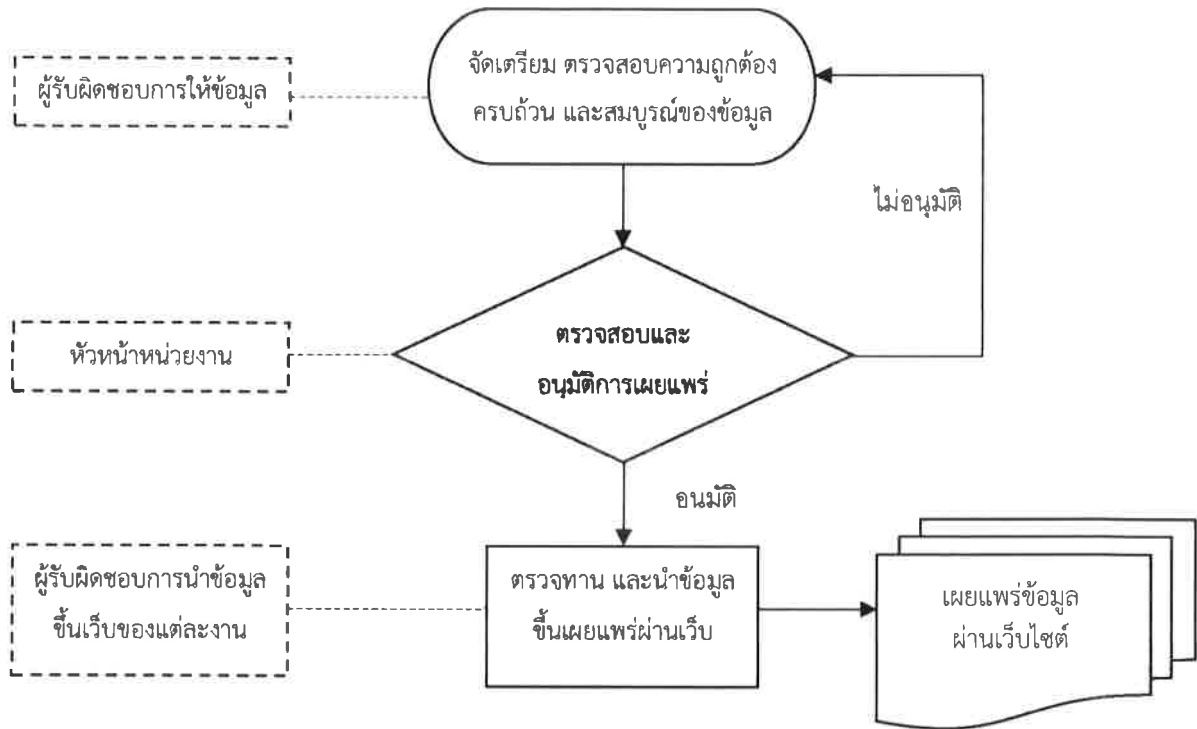 ผู้รับผิดชอบการให้ข้อมูล
จัดเตรียม ตรวจสอบความถูกต้อง
ครบถ้วน และสมบูรณ์ของข้อมูล
ไม่อนุมัติ
หัวหน้าหน่วยงาน
ตรวจสอบและ
อนุมัติการเผยแพร่
อนมัติ
ผู้รับผิดชอบการนำข้อมูล
ขึ้นเว็บของแต่ละงาน
ตรวจทาน และนำข้อมูล
ขึ้นเผยแพร่ผ่านเว็บ
เผยแพร่ข้อมูล
ผ่านเว็บไซต์